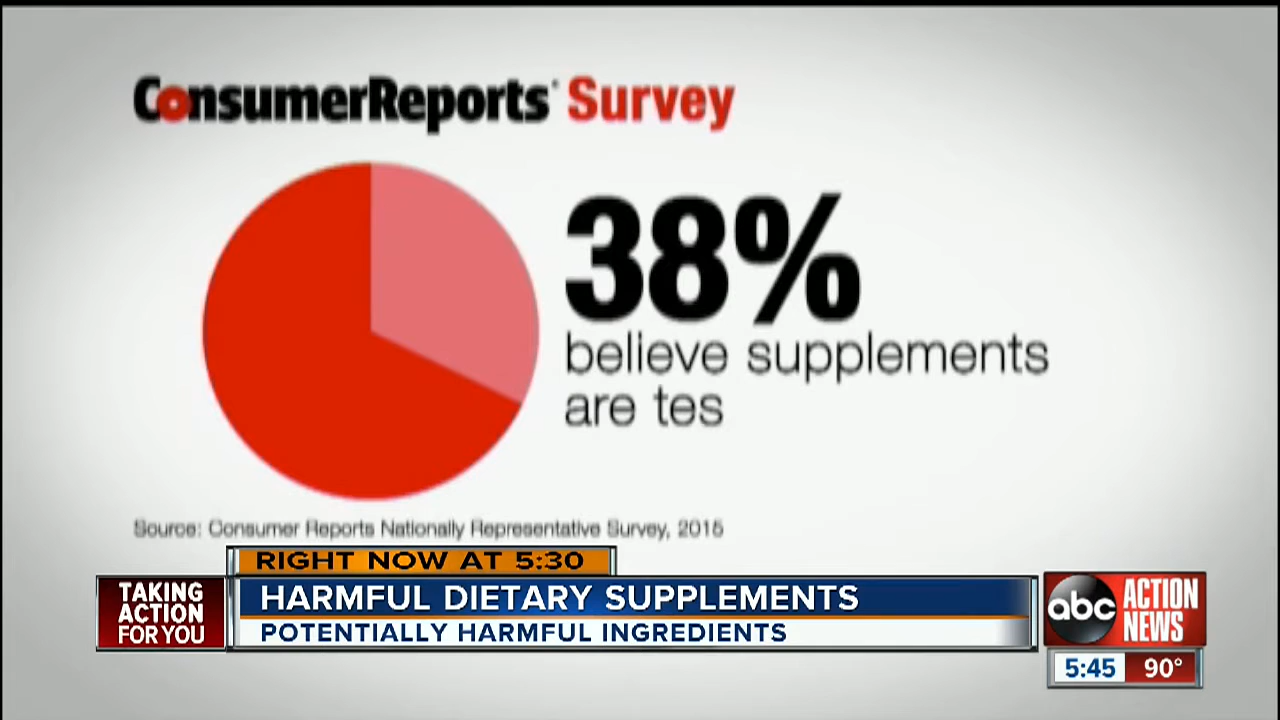 ConsumerReports Survey
38%
believe supplements
are tes
Source: Consumer Reports Nationally Representative Survey, 2015
RIGHT NOW AT 5:30
TAKING
ACTION
FOR YOU
HARMFUL DIETARY SUPPLEMENTS
POTENTIALLY HARMFUL INGREDIENTS
abc
ACTION
NEWS
5:45 90°